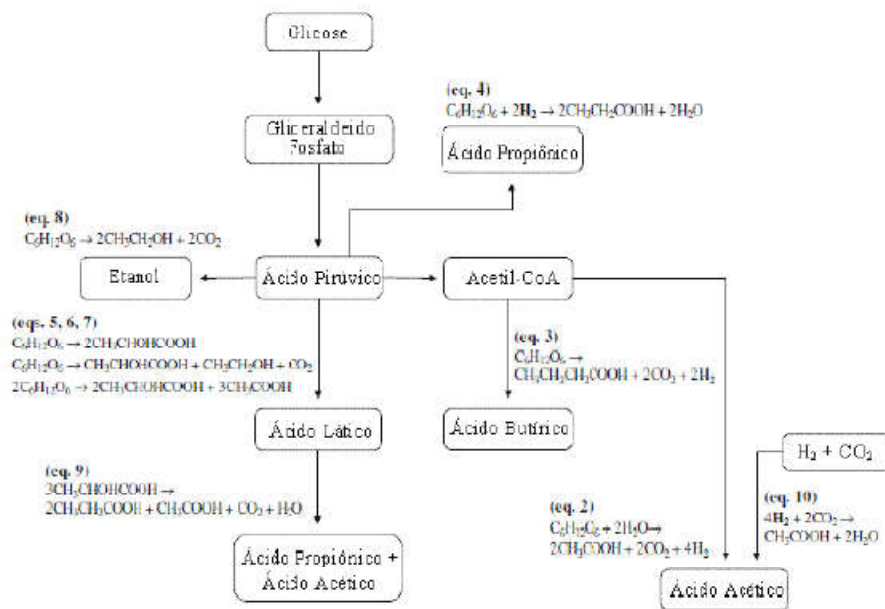 Glicose
(eq. 4)
C₆H₁₂O₆ + 2H₂ → 2CH₃CH₂COOH + 2H₂O
Gliceraldeído
Fosfato
Ácido Propiônico
(eq. 8)
C₆H₁₂O₆ → 2CH₃CH₂OH + 2CO₂
Etanol
Ácido Pirúvico
Acetil-CoA
(eqs. 5, 6, 7)
C₆H₁₂O₆ → 2CH₃CHOHCOOH
C₆H₁₂O₆ → CH₃CHOHCOOH + CH₃CH₂OH + CO₂
2C₆H₁₂O₆ → 2CH₃CHOHCOOH + 3CH₃COOH
(eq. 3)
C₆H₁₂O₆ →
CH₃CH₂CH₂COOH + 2CO₂ + 2H₂
Ácido Lático
Ácido Butírico
H₂ + CO₂
(eq. 9)
3CH₃CHOHCOOH →
2CH₃CH₂COOH + CH₃COOH + CO₂ + H₂O
(eq. 2)
C₆H₁₂O₆ + 2H₂O →
2CH₃COOH + 2CO₂ + 4H₂
(eq. 10)
4H₂ + 2CO₂ →
CH₃COOH + 2H₂O
Ácido Propiônico +
Ácido Acético
Ácido Acético